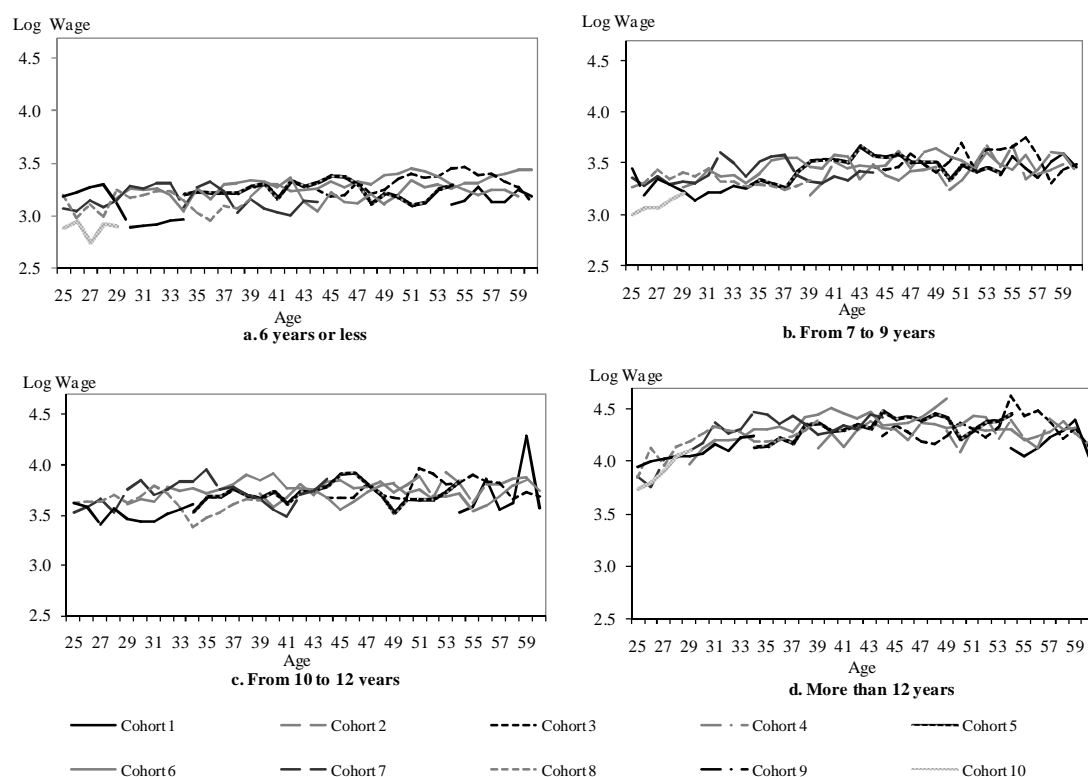 Log Wage
4.5
4.0
3.5
3.0
2.5
25 27 29 31 33 35 37 39 41 43 45 47 49 51 53 55 57 59
Age
a. 6 years or less
Log Wage
4.5
4.0
3.5
3.0
2.5
25 27 29 31 33 35 37 39 41 43 45 47 49 51 53 55 57 59
Age
b. From 7 to 9 years
Log Wage
4.5
4.0
3.5
3.0
2.5
25 27 29 31 33 35 37 39 41 43 45 47 49 51 53 55 57 59
Age
c. From 10 to 12 years
Log Wage
4.5
4.0
3.5
3.0
2.5
25 27 29 31 33 35 37 39 41 43 45 47 49 51 53 55 57 59
Age
d. More than 12 years
Cohort 1 Cohort 2 Cohort 3 Cohort 4 Cohort 5
Cohort 6 Cohort 7 Cohort 8 Cohort 9 Cohort 10